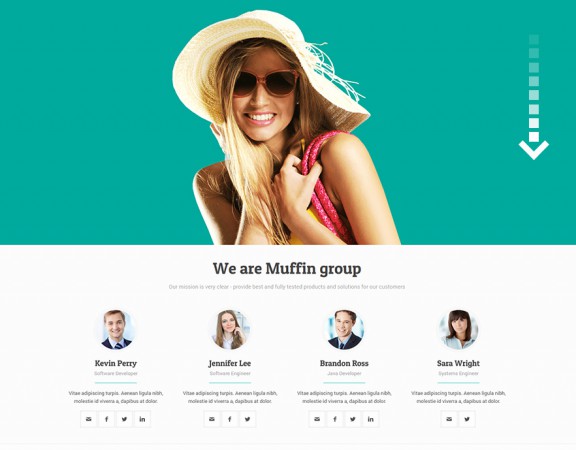 We are Muffin group
Our mission is very clear - provide best and fully tested products and solutions for our customers
Kevin Perry
Software Developer
Vitae adipiscing turpis. Aenean ligula nibh,
molestie id viverra a, dapibus at dolor.
Jennifer Lee
Software Engineer
Vitae adipiscing turpis. Aenean ligula nibh,
molestie id viverra a, dapibus at dolor.
Brandon Ross
Java Developer
Vitae adipiscing turpis. Aenean ligula nibh,
molestie id viverra a, dapibus at dolor.
Sara Wright
Systems Engineer
Vitae adipiscing turpis. Aenean ligula nibh,
molestie id viverra a, dapibus at dolor.